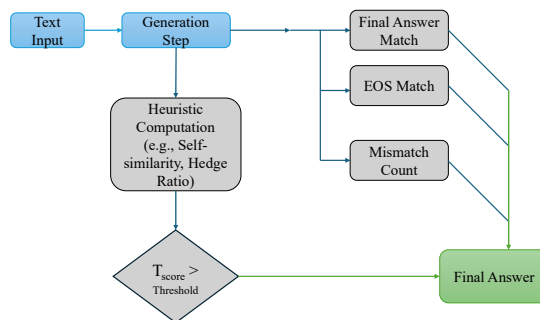 Text
Input
Generation
Step
Final Answer
Match
EOS Match
Mismatch
Count
Heuristic
Computation
(e.g., Self-
similarity, Hedge
Ratio)
Tscore >
Threshold
Final Answer